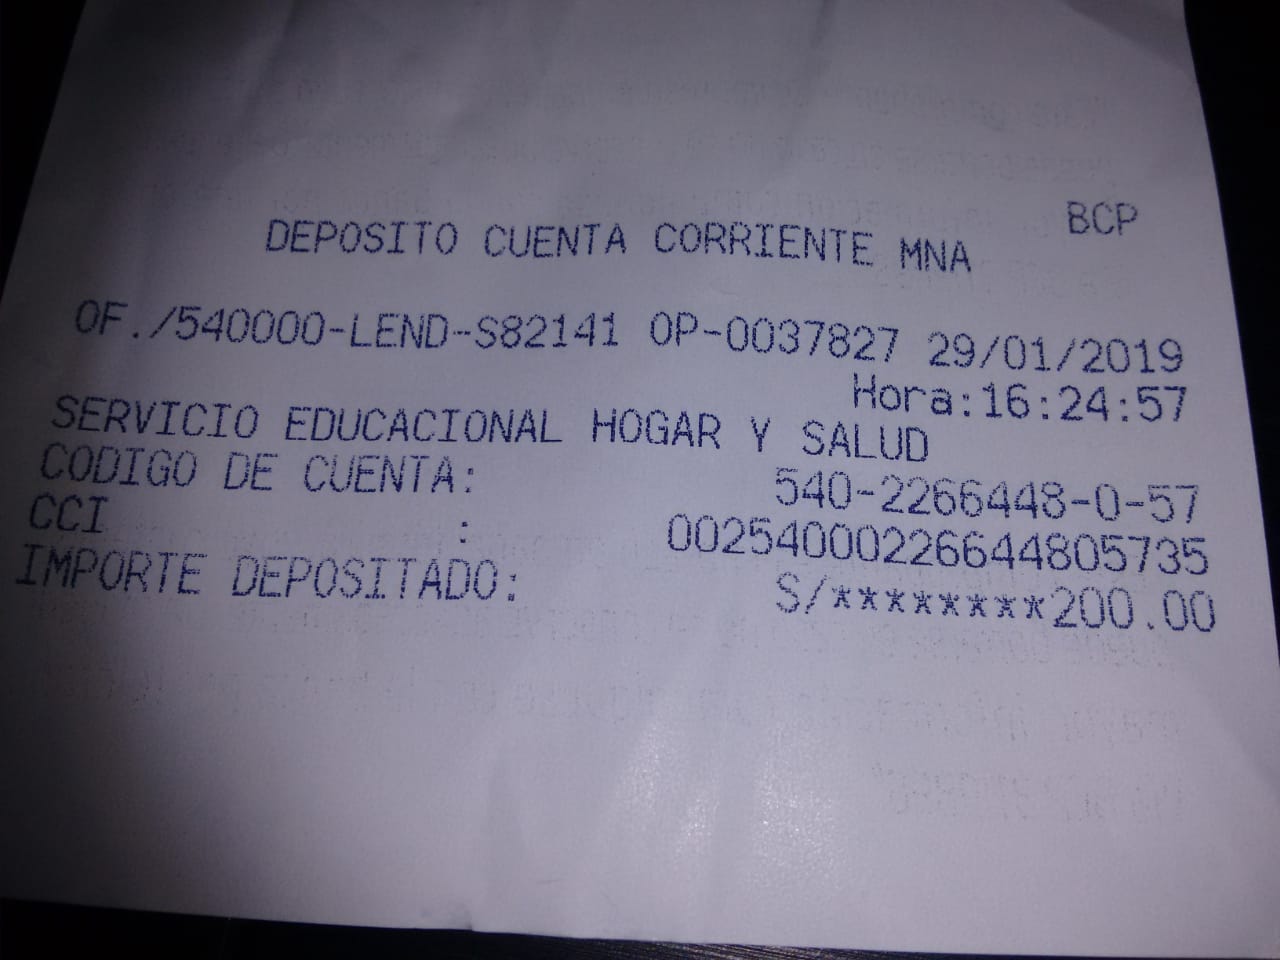 BCP
DEPOSITO CUENTA CORRIENTE MNA
OF./540000-LEND-S82141 OP-0037827 29/01/2019
Hora:16:24:57
SERVICIO EDUCACIONAL HOGAR Y SALUD
CODIGO DE CUENTA: 540-2266448-0-57
CCI : 00254000226644805735
IMPORTE DEPOSITADO: S/********200.00